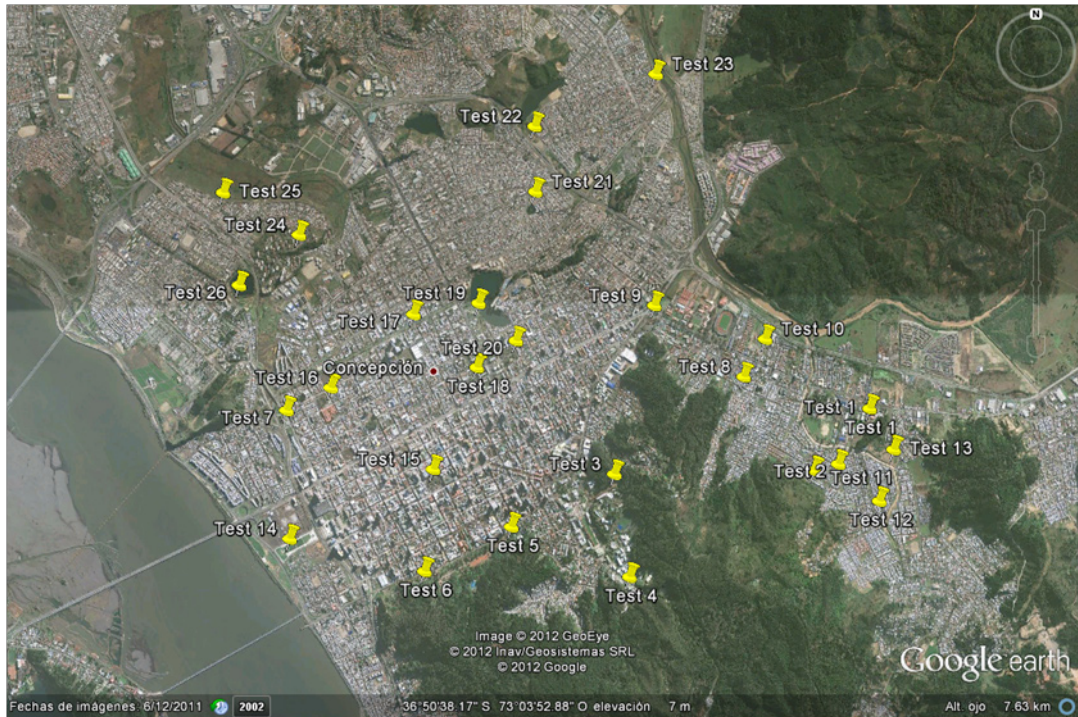 N
Test 23
Test 22
Test 21
Test 25
Test 24
Test 26
Test 19
Test 9
Test 17
Test 10
Test 20
Concepción
Test 18
Test 8
Test 16
Test 7
Test 1
Test 1
Test 13
Test 15
Test 3
Test 2
Test 11
Test 12
Test 14
Test 5
Test 6
Test 4
Image © 2012 GeoEye
© 2012 Inav/Geosistemas SRL
© 2012 Google
Google earth
Fechas de imágenes 6/12/2011 2002 36°50'38.17" S 73°03'52.88" O elevación 7 m Alt. ojo 7.63 km